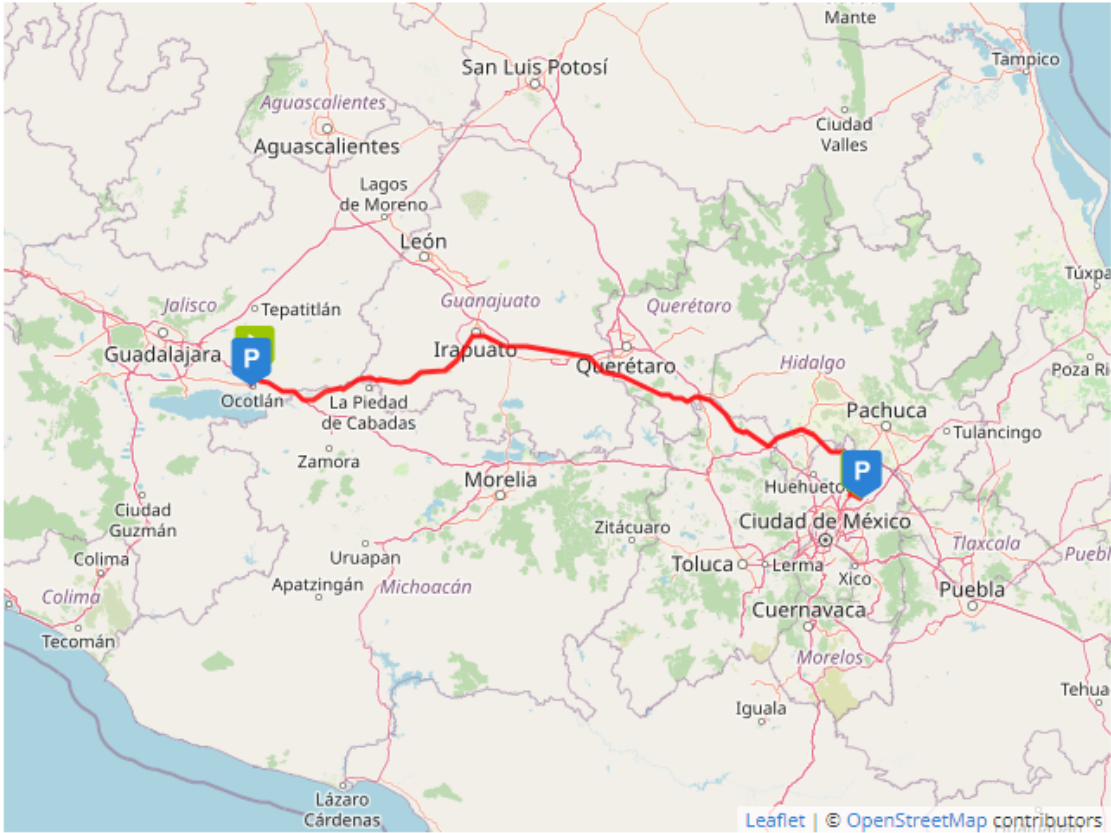 Mante
San Luis Potosí
Tampico
Aguascalientes
Ciudad
Valles
Aguascalientes
Lagos
de Moreno
León
Túxpa
Jalisco
Tepatitlán
Guanajuato
Querétaro
Guadalajara
P
Irapuato
Querétaro
Hidalgo
Poza Ri
Ocotlán
La Piedad
de Cabadas
Pachuca
Tulancingo
Zamora
P
Morelia
Huehueto
Ciudad
Guzmán
Zitácuaro
Ciudad de México
Tlaxcala
Puebl
Colima
Uruapan
Toluca
Lerma
Xico
Colima
Apatzingán
Michoacán
Puebla
Cuernavaca
Tecomán
Morelos
Tehua
Iguala
Lázaro
Cárdenas
Leaflet | © OpenStreetMap contributors